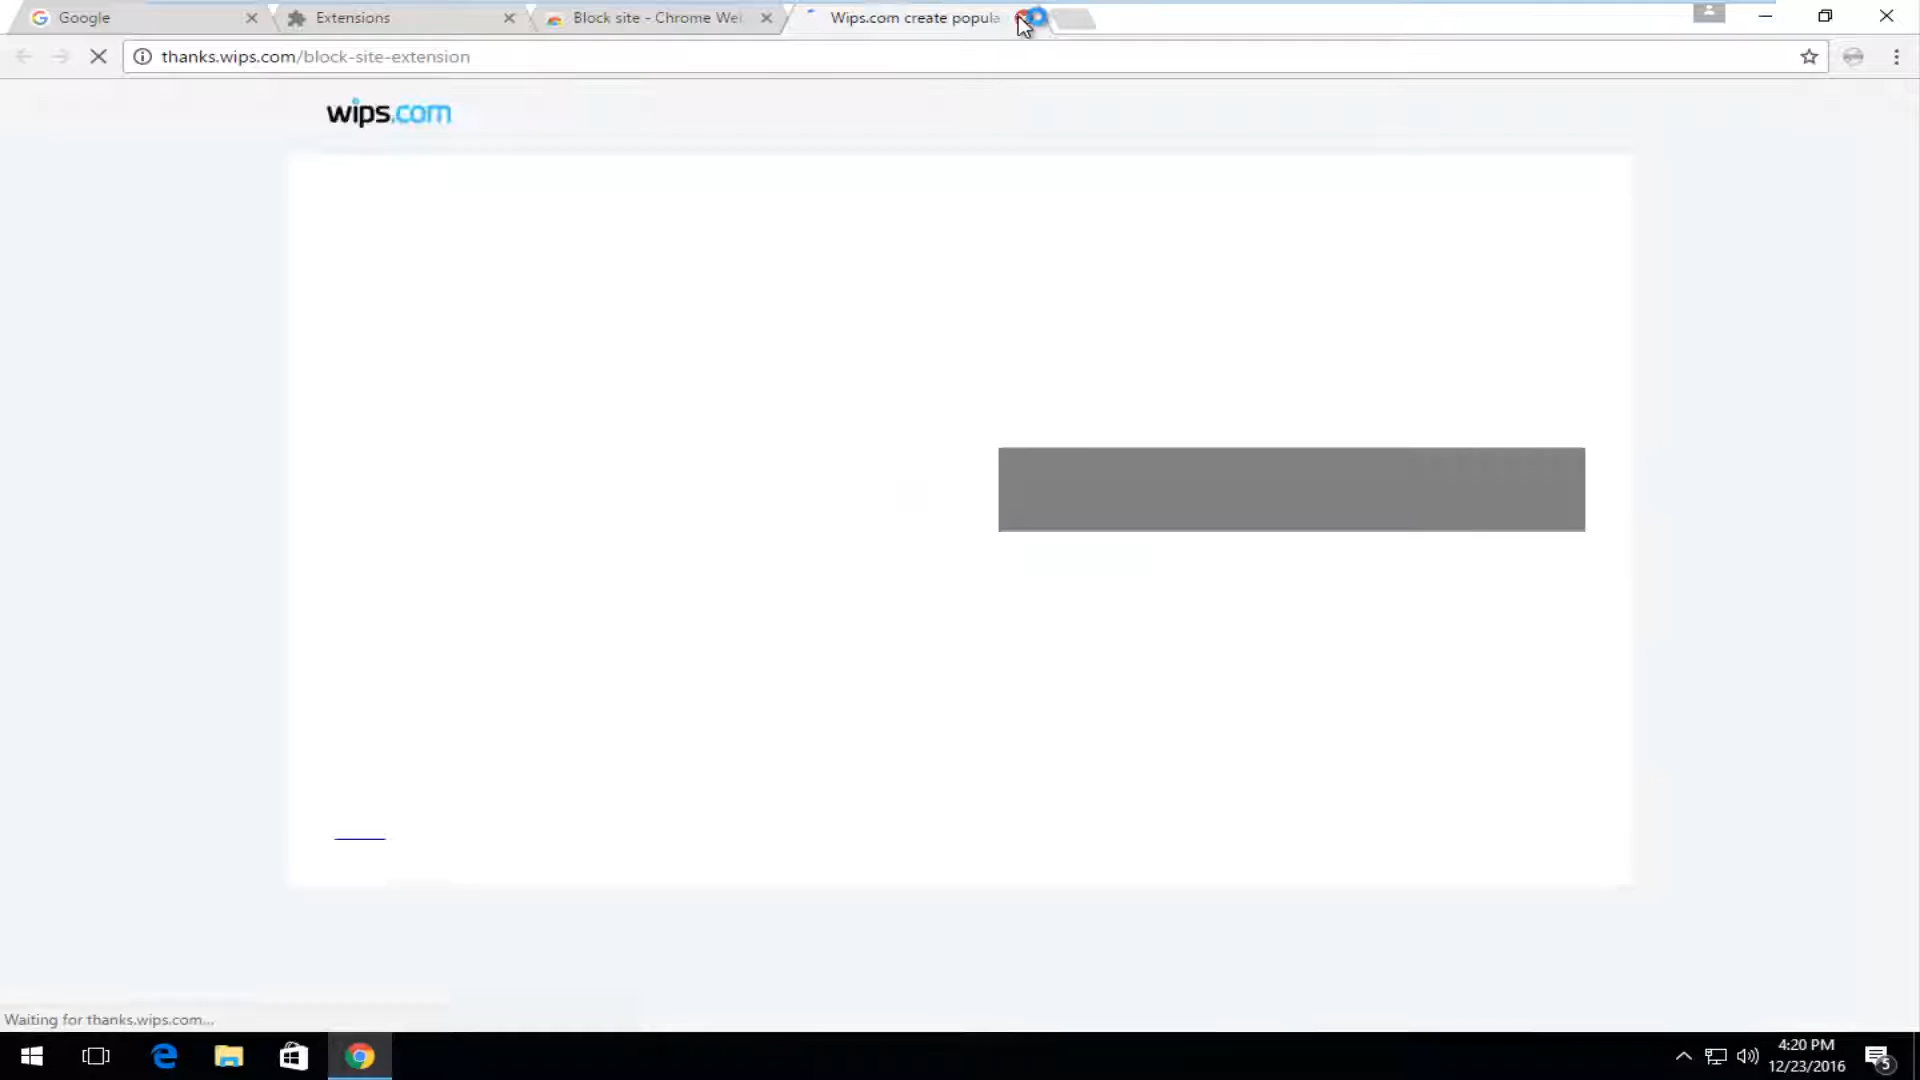 Google
Extensions
Block site - Chrome We
Wips.com create popula
thanks.wips.com/block-site-extension
wips.com
Waiting for thanks.wips.com...
4:20 PM
12/23/2016
5